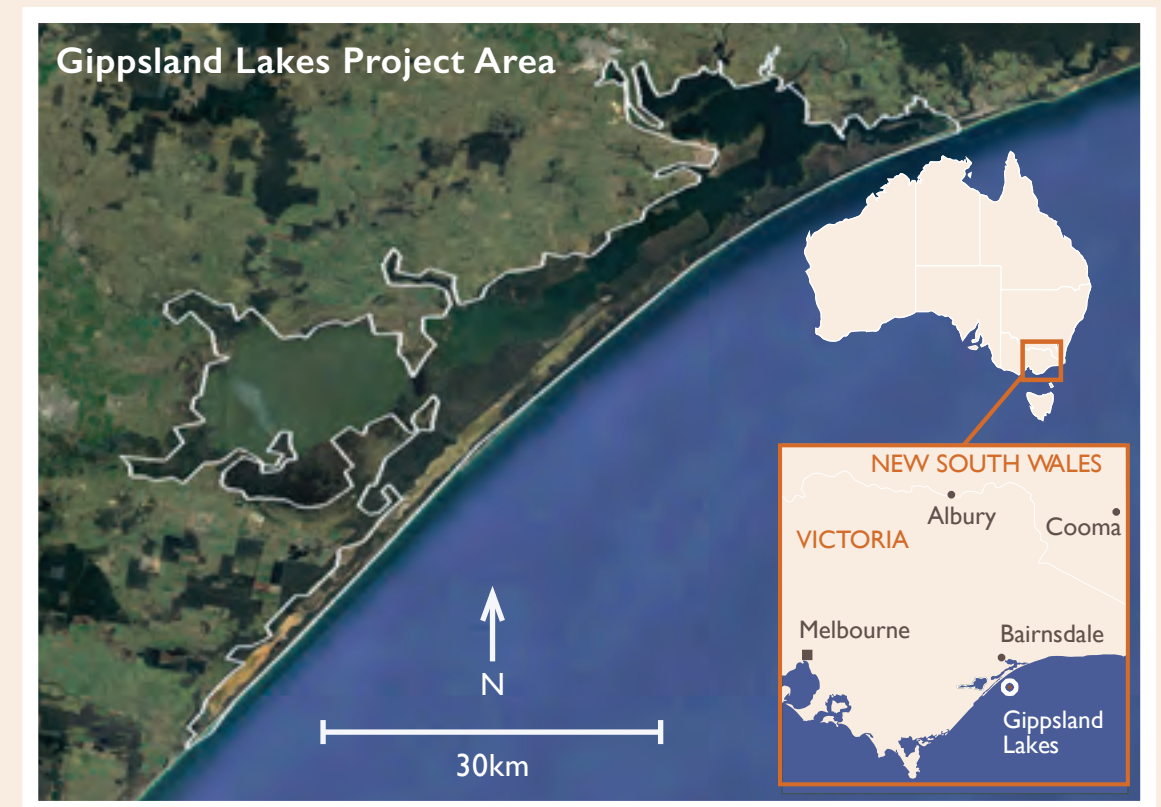 Gippsland Lakes Project Area
NEW SOUTH WALES
Albury
Cooma
VICTORIA
Melbourne
Bairnsdale
Gippsland
Lakes
N
30km